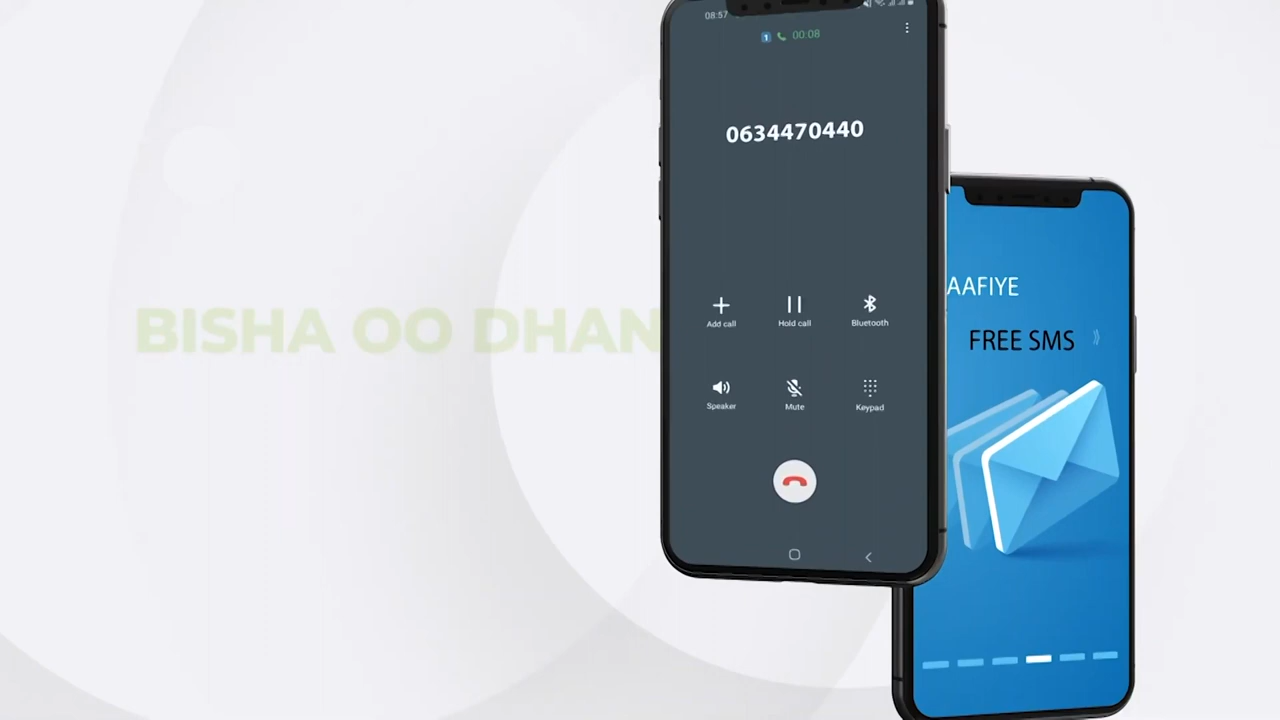 08:57
1 00:08
0634470440
Add call
Hold call
Bluetooth
Speaker
Mute
Keypad
BISHA OO DHAN
AAFIYE
FREE SMS